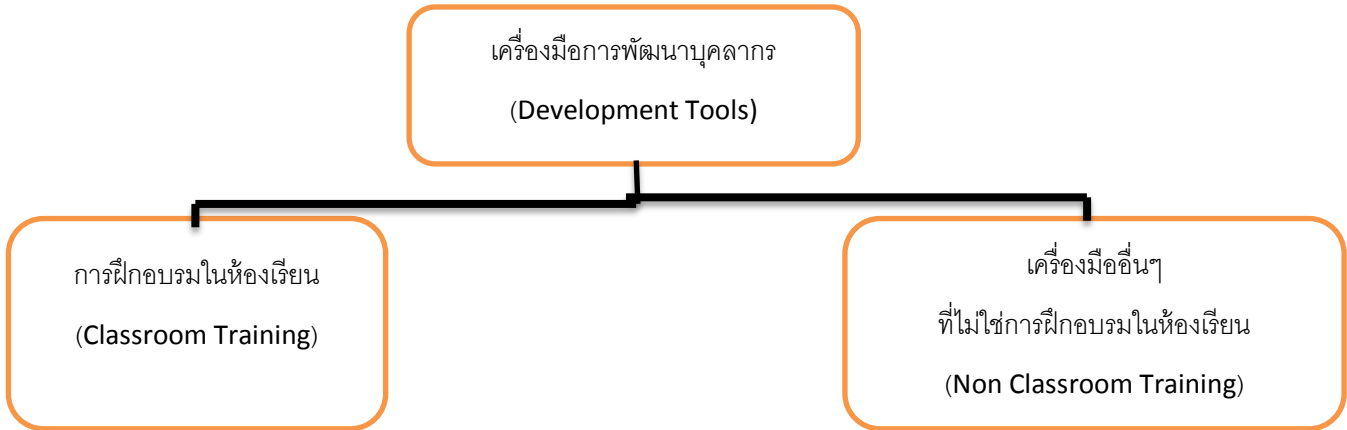 เครื่องมือการพัฒนาบุคลากร
(Development Tools)
การฝึกอบรมในห้องเรียน
(Classroom Training)
เครื่องมืออื่นๆ
ที่ไม่ใช่การฝึกอบรมในห้องเรียน
(Non Classroom Training)